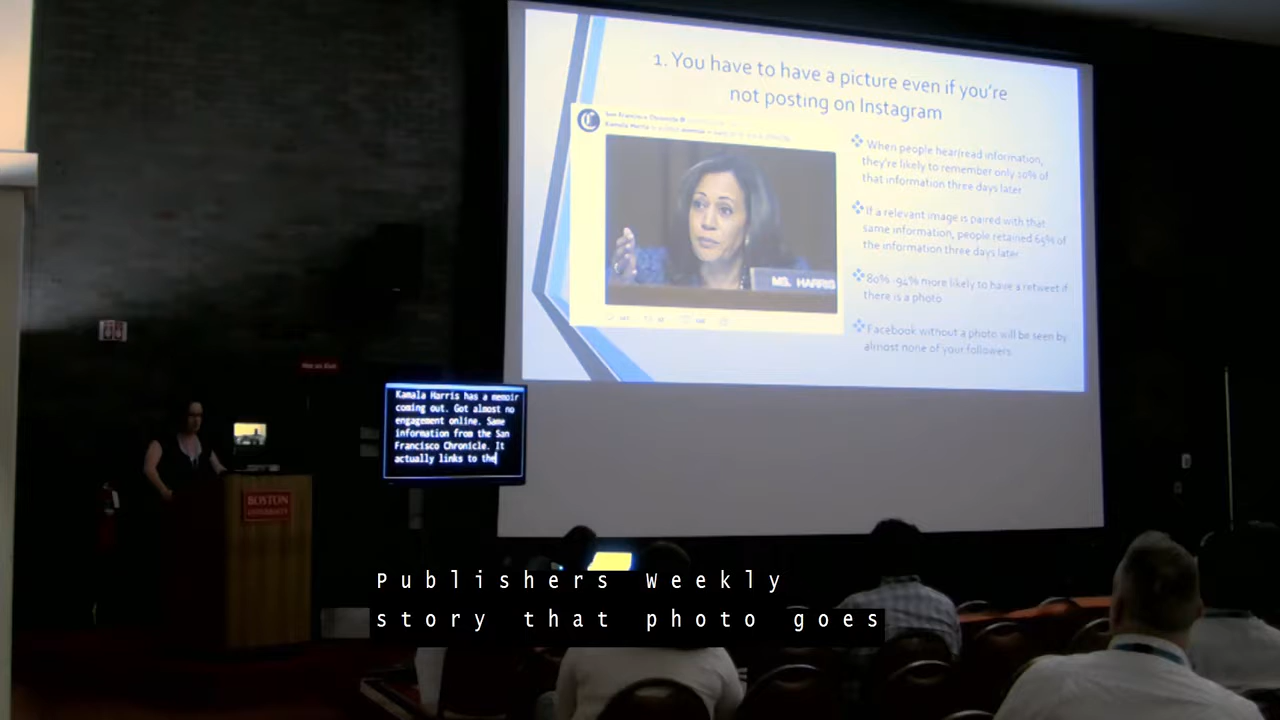 1. You have to have a picture even if you're
not posting on Instagram
San Francisco Chronicle
Kamala Harris
MS. HARRIS
When people hear/read information,
they're likely to remember only 10% of
that information three days later
If a relevant image is paired with that
same information, people retained 65% of
the information three days later
80% -94% more likely to have a retweet if
there is a photo
Facebook without a photo will be seen by
almost none of your followers
Kamala Harris has a memoir
coming out. Got almost no
engagement online. Same
information from the San
Francisco Chronicle. It
actually links to the
BOSTON
UNIVERSITY
Publishers Weekly
story that photo goes